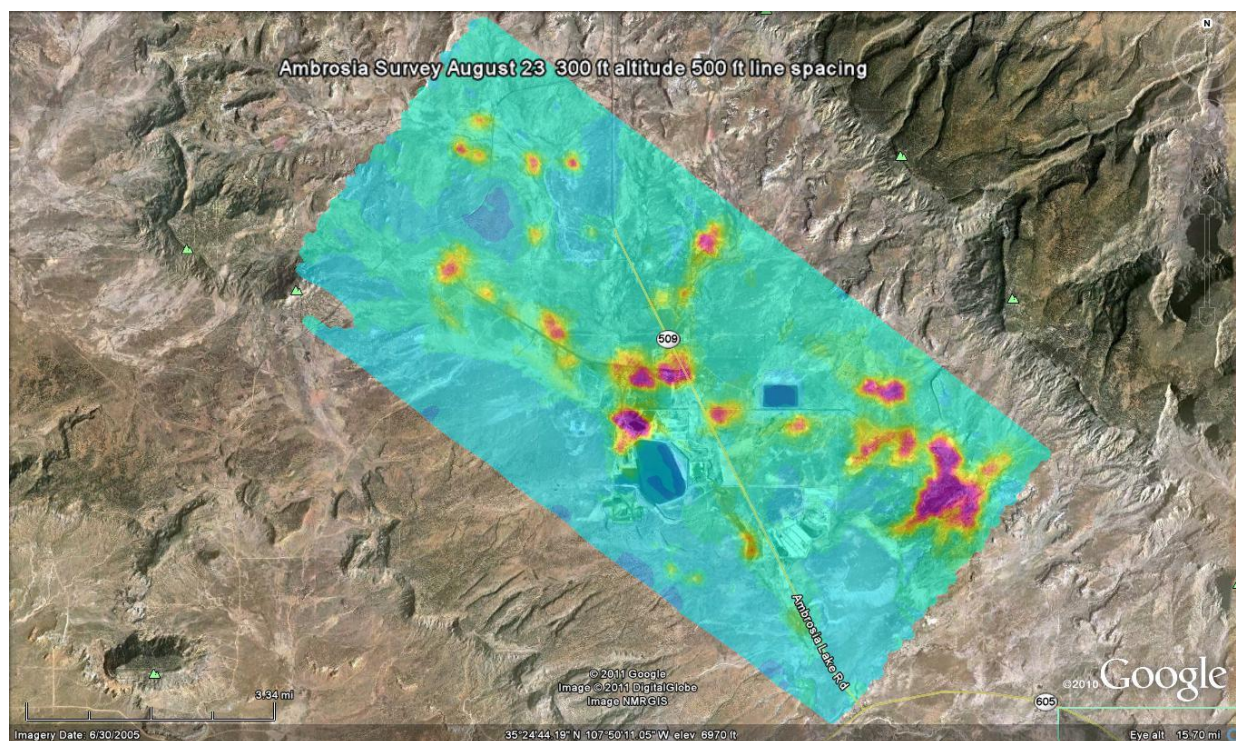 N
Ambrosia Survey August 23 300 ft altitude 500 ft line spacing
509
Ambrosia Lake Rd
© 2011 Google
Image © 2011 DigitalGlobe
Image NMRGIS
©2010 Google
3.34 mi
605
Imagery Date: 6/30/2005
35°24'44.19" N 107°50'11.05" W elev 6970 ft
Eye alt 15.70 mi